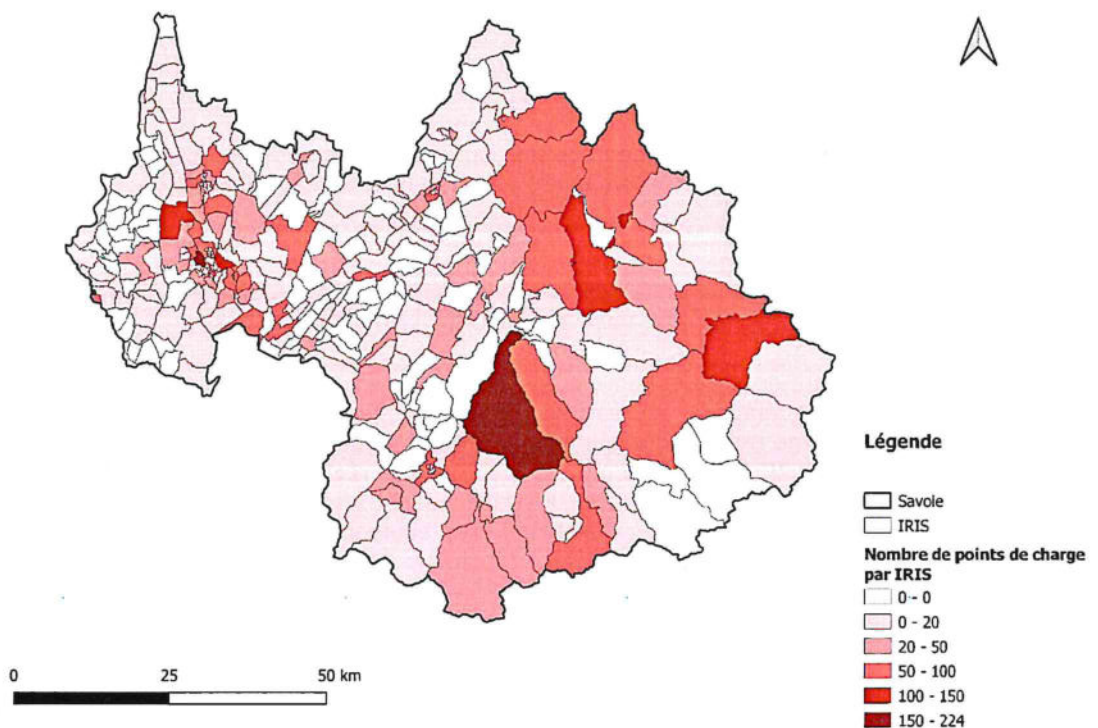 Légende
Savoie
IRIS
Nombre de points de charge
par IRIS
0 - 0
0 - 20
20 - 50
50 - 100
100 - 150
150 - 224
0 25 50 km